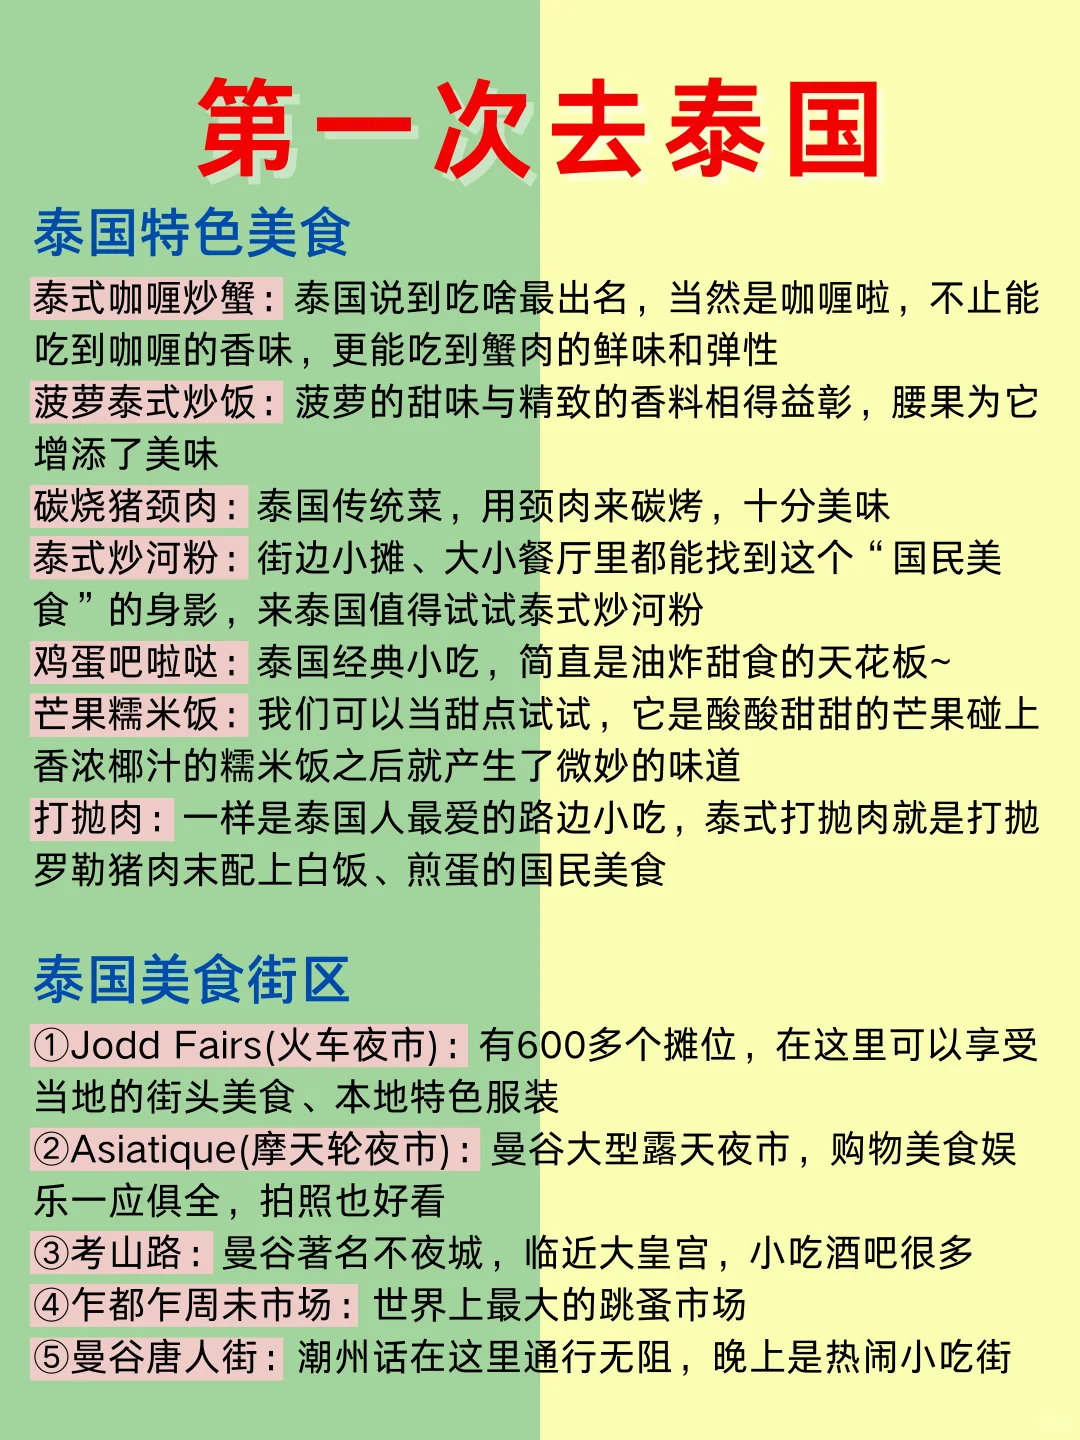 第一次去泰国
泰国特色美食
泰式咖喱炒蟹：泰国说到吃啥最出名，当然是咖喱啦，不止能
吃到咖喱的香味，更能吃到蟹肉的鲜味和弹性
菠萝泰式炒饭：菠萝的甜味与精致的香料相得益彰，腰果为它
增添了美味
碳烧猪颈肉：泰国传统菜，用颈肉来碳烤，十分美味
泰式炒河粉：街边小摊、大小餐厅里都能找到这个“国民美
食”的身影，来泰国值得试试泰式炒河粉
鸡蛋吧啦哒：泰国经典小吃，简直是油炸甜食的天花板~
芒果糯米饭：我们可以当甜点试试，它是酸酸甜甜的芒果碰上
香浓椰汁的糯米饭之后就产生了微妙的味道
打抛肉：一样是泰国人最爱的路边小吃，泰式打抛肉就是打抛
罗勒猪肉末配上白饭、煎蛋的国民美食
泰国美食街区
①Jodd Fairs(火车夜市)：有600多个摊位，在这里可以享受
当地的街头美食、本地特色服装
②Asiatique(摩天轮夜市)：曼谷大型露天夜市，购物美食娱
乐一应俱全，拍照也好看
③考山路：曼谷著名不夜城，临近大皇宫，小吃酒吧很多
④乍都乍周未市场：世界上最大的跳蚤市场
⑤曼谷唐人街：潮州话在这里通行无阻，晚上是热闹小吃街